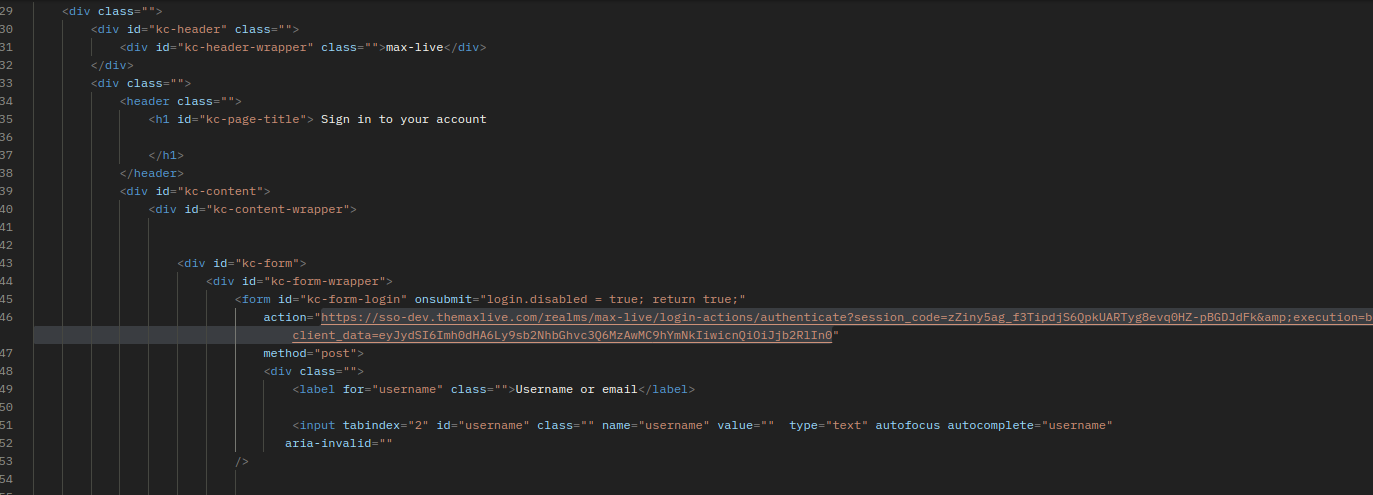 29 <div class="">
30 <div id="kc-header" class="">
31 <div id="kc-header-wrapper" class="">max-live</div>
32 </div>
33 <div class="">
34 <header class="">
35 <h1 id="kc-page-title"> Sign in to your account
36
37 </h1>
38 </header>
39 <div id="kc-content">
40 <div id="kc-content-wrapper">
41
42
43 <div id="kc-form">
44 <div id="kc-form-wrapper">
45 <form id="kc-form-login" onsubmit="login.disabled = true; return true;"
46 action="https://sso-dev.themaxlive.com/realms/max-live/login-actions/authenticate?session_code=zZiny5ag_f3TipdjS6QpkUARTyg8evq0HZ-pBGDJdFk&amp;execution=b
client_data=eyJydSI6Imh0dHA6Ly9sb2NhbGhvc3Q6MzAwMC9hYmNkIiwicnQiOiJjb2RlIn0"
47 method="post">
48 <div class="">
49 <label for="username" class="">Username or email</label>
50
51 <input tabindex="2" id="username" class="" name="username" value="" type="text" autofocus autocomplete="username"
52 aria-invalid=""
53 />
54